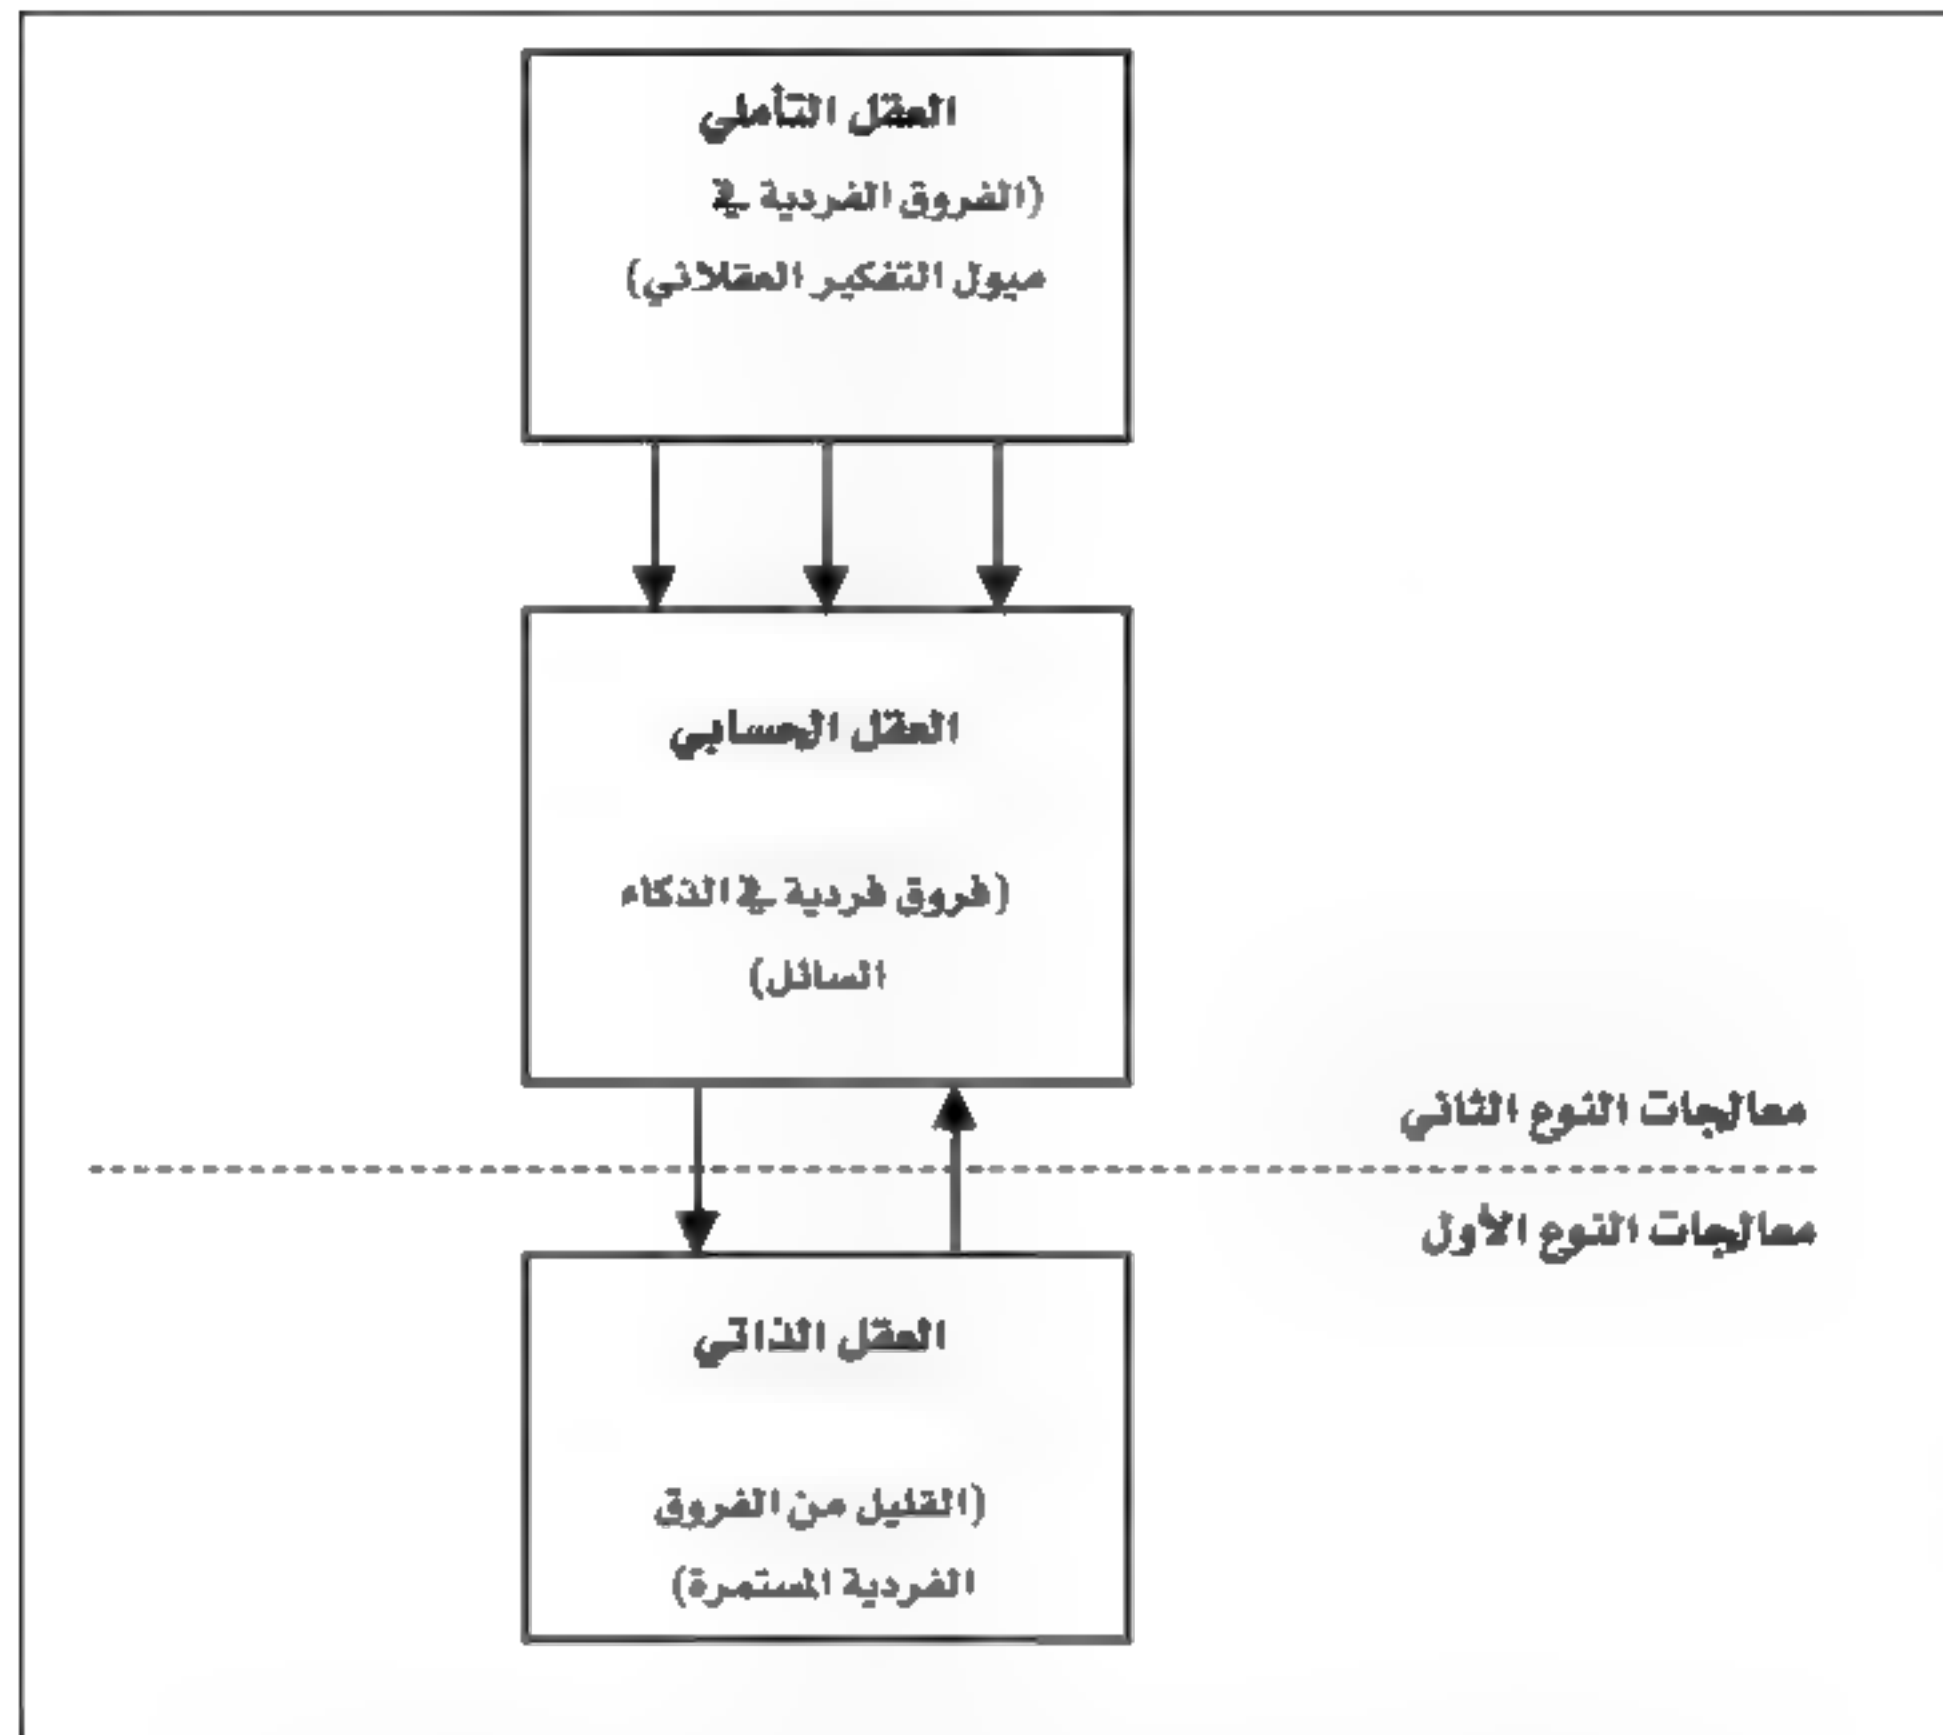 العقل التأملي
(الفروق الفردية في
ميول التفكير العقلاني)
العقل الحسابي
(فروق فردية في الذكاء
السائل)
معالجات النوع الثاني
معالجات النوع الأول
العقل الذاتي
(القليل من الفروق
الفردية المستمرة)